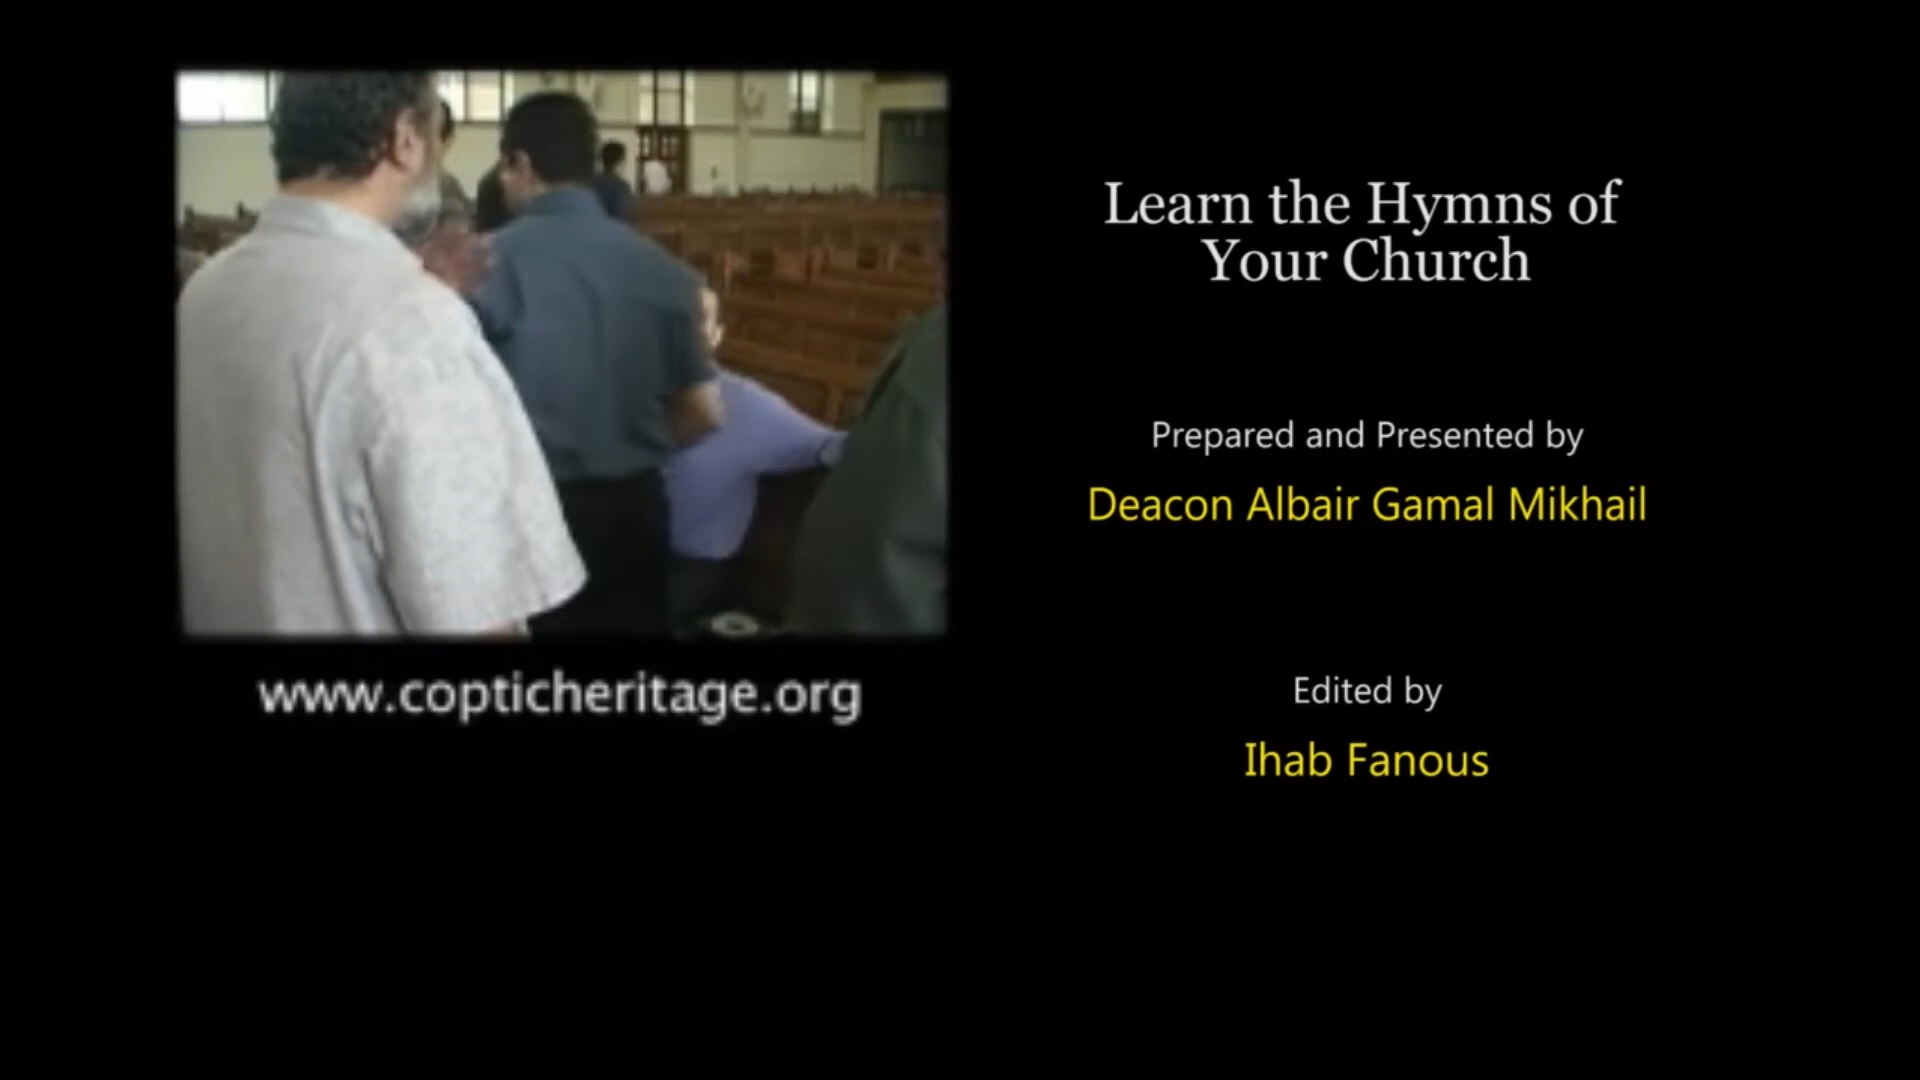 Learn the Hymns of
Your Church
Prepared and Presented by
Deacon Albair Gamal Mikhail
Edited by
Ihab Fanous
www.copticheritage.org